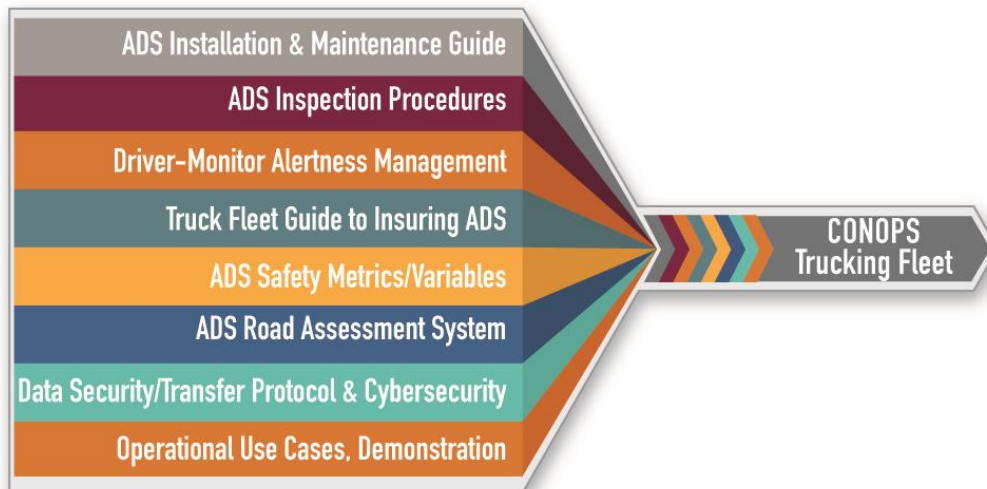 ADS Installation & Maintenance Guide
ADS Inspection Procedures
Driver-Monitor Alertness Management
Truck Fleet Guide to Insuring ADS
ADS Safety Metrics/Variables
ADS Road Assessment System
Data Security/Transfer Protocol & Cybersecurity
Operational Use Cases, Demonstration
CONOPS
Trucking Fleet